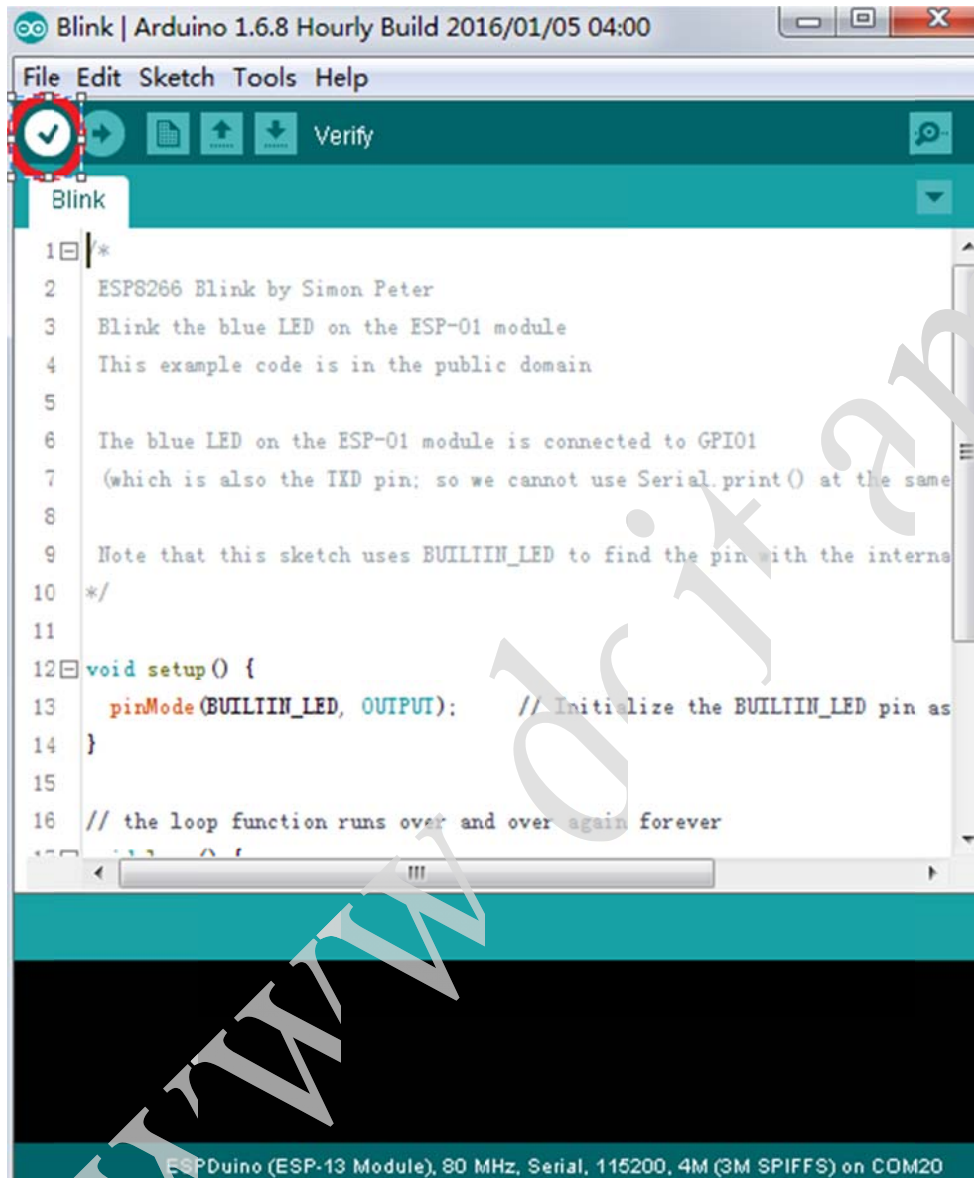 Blink | Arduino 1.6.8 Hourly Build 2016/01/05 04:00
File Edit Sketch Tools Help
Verify
Blink
1 /*
2 ESP8266 Blink by Simon Peter
3 Blink the blue LED on the ESP-01 module
4 This example code is in the public domain
5
6 The blue LED on the ESP-01 module is connected to GPIO1
7 (which is also the TXD pin; so we cannot use Serial.print() at the same
8
9 Note that this sketch uses BUILTIN_LED to find the pin with the interna
10 */
11
12 void setup() {
13 pinMode(BUILTIN_LED, OUTPUT); // Initialize the BUILTIN_LED pin as
14 }
15
16 // the loop function runs over and over again forever
ESPDuino (ESP-13 Module), 80 MHz, Serial, 115200, 4M (3M SPIFFS) on COM20